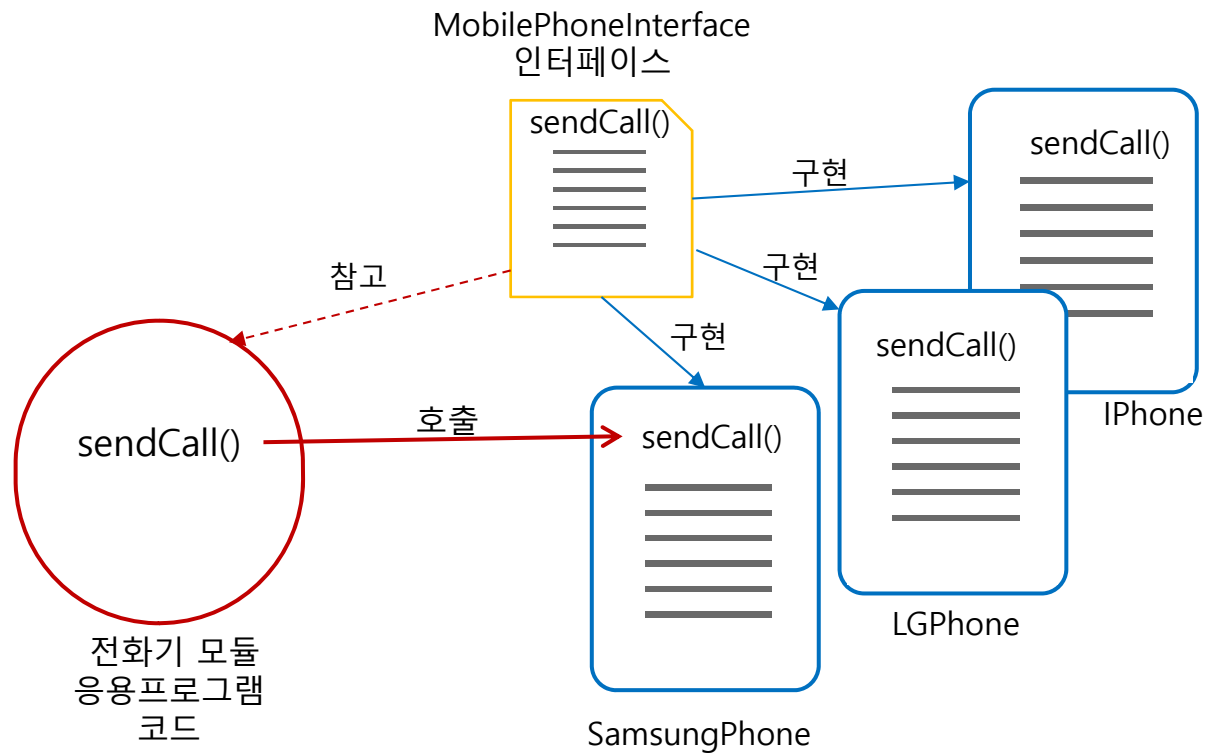 MobilePhoneInterface
인터페이스
sendCall()
sendCall()
구현
구현
참고
구현
sendCall()
호출
sendCall()
sendCall()
IPhone
LGPhone
전화기 모듈
응용프로그램
코드
SamsungPhone